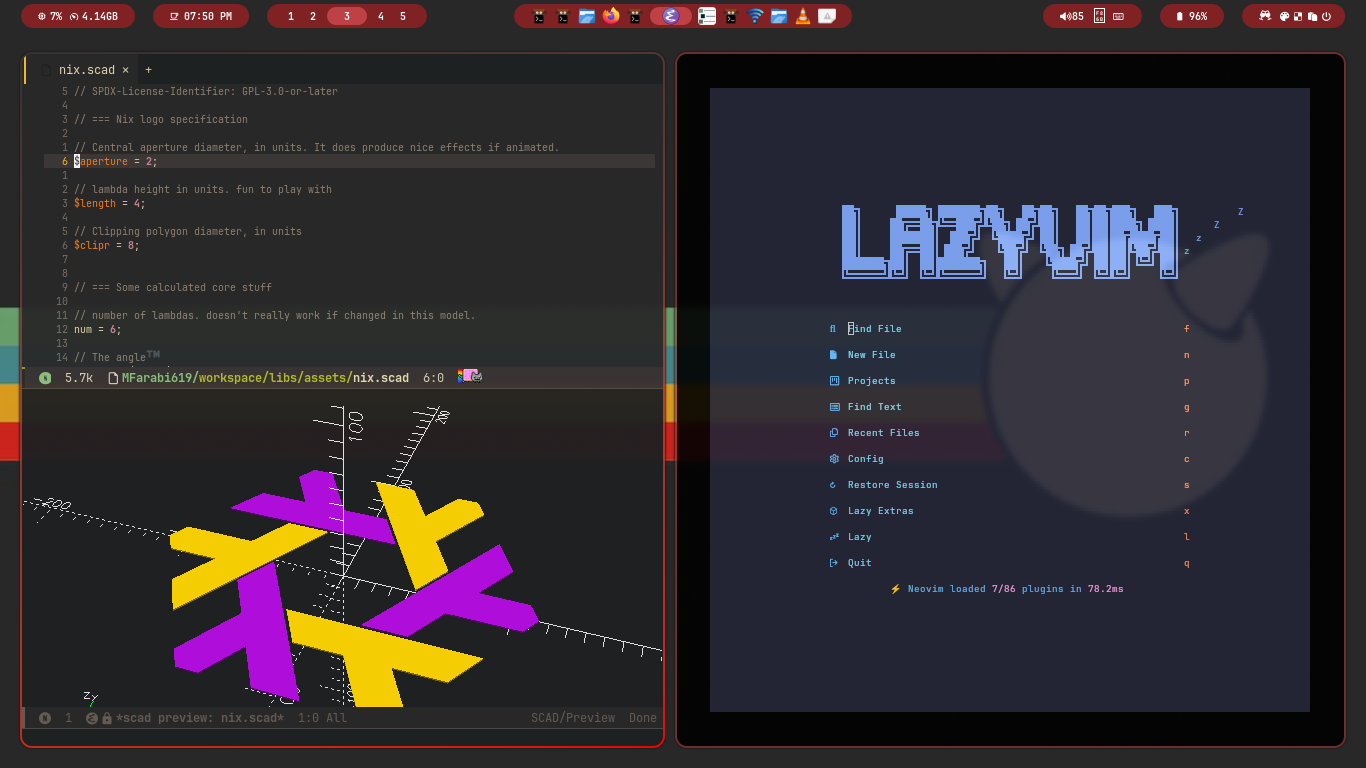 7% 4.14GB 07:50 PM 1 2 3 4 5 85 96%
nix.scad × +
5 // SPDX-License-Identifier: GPL-3.0-or-later
4
3 // === Nix logo specification
2
1 // Central aperture diameter, in units. It does produce nice effects if animated.
6 $aperture = 2;
1
2 // lambda height in units. fun to play with
3 $length = 4;
4
5 // Clipping polygon diameter, in units
6 $clipr = 8;
7
8
9 // === Some calculated core stuff
10
11 // number of lambdas. doesn't really work if changed in this model.
12 num = 6;
13
14 // The angle™
N 5.7k MFarabi619/workspace/libs/assets/nix.scad 6:0
100
-200
Zy
N 1 *scad preview: nix.scad* 1:0 All SCAD/Preview Done
LAZYVIM z z z Z
Find File f
New File n
Projects p
Find Text g
Recent Files r
Config c
Restore Session s
Lazy Extras x
Lazy l
Quit q
⚡ Neovim loaded 7/86 plugins in 78.2ms